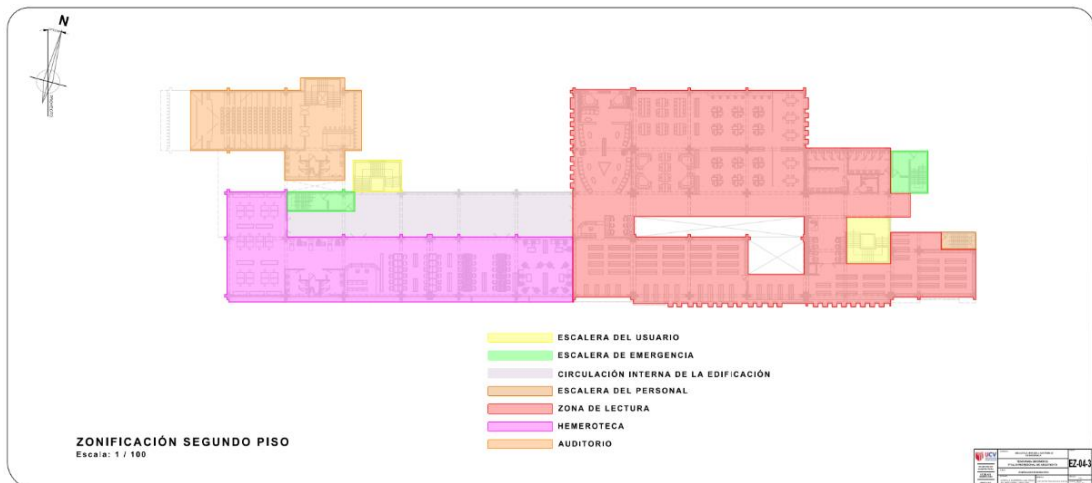 N
ESCALERA DEL USUARIO
ESCALERA DE EMERGENCIA
CIRCULACIÓN INTERNA DE LA EDIFICACIÓN
ESCALERA DEL PERSONAL
ZONA DE LECTURA
HEMEROTECA
AUDITORIO
ZONIFICACIÓN SEGUNDO PISO
Escala: 1 / 100
UCV
EZ-04-3